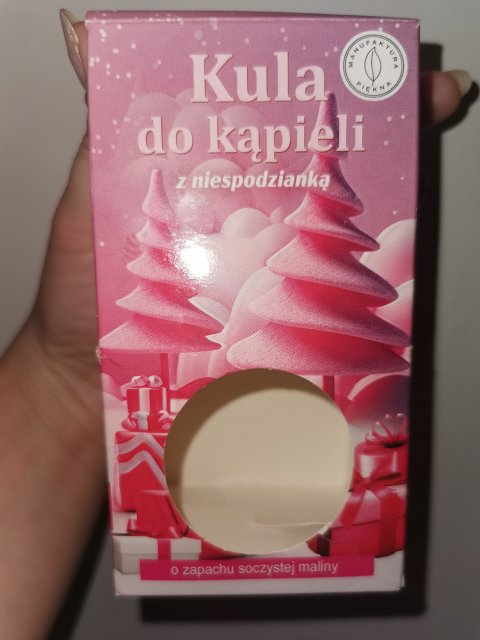 MANUFAKTURA
PIĘKNA
Kula
do kąpieli
z niespodzianką
o zapachu soczystej maliny